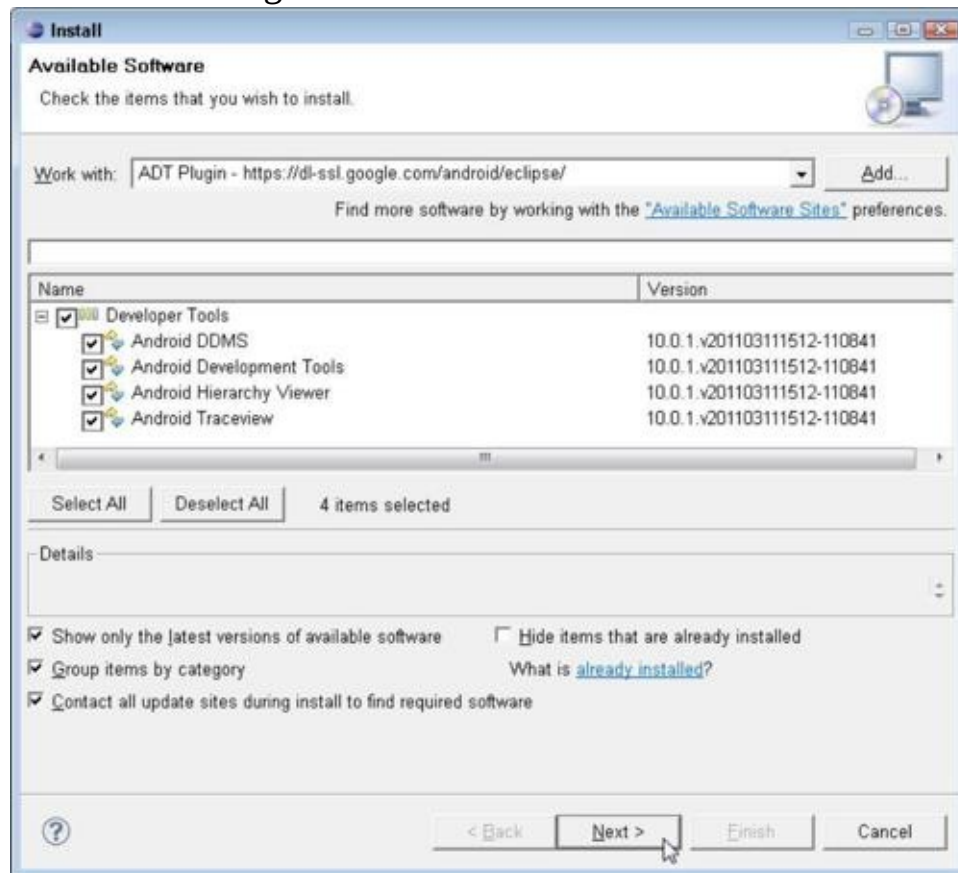 Install
Available Software
Check the items that you wish to install.
Work with: ADT Plugin - https://dl-ssl.google.com/android/eclipse/ Add...
Find more software by working with the "Available Software Sites" preferences.
Name Version
Developer Tools
Android DDMS 10.0.1.v201103111512-110841
Android Development Tools 10.0.1.v201103111512-110841
Android Hierarchy Viewer 10.0.1.v201103111512-110841
Android Traceview 10.0.1.v201103111512-110841
Select All Deselect All 4 items selected
Details
Show only the latest versions of available software Hide items that are already installed
Group items by category What is already installed?
Contact all update sites during install to find required software
? < Back Next > Finish Cancel